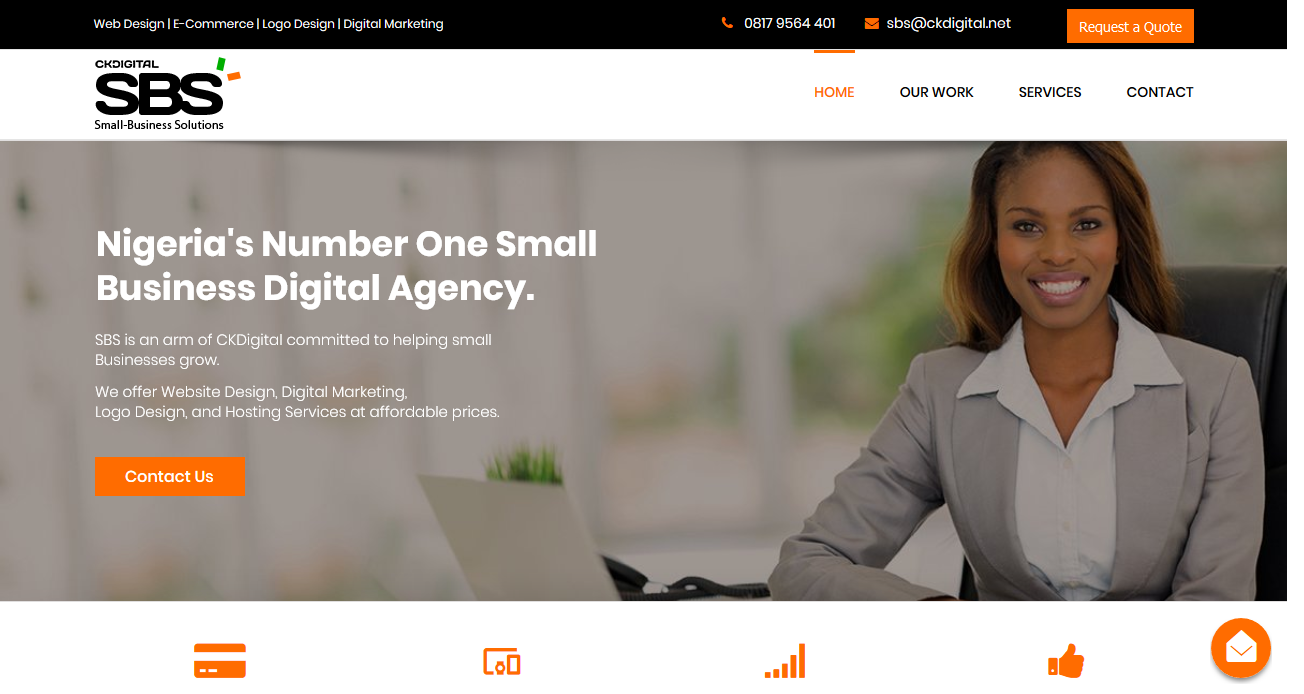 Web Design | E-Commerce | Logo Design | Digital Marketing
0817 9564 401
sbs@ckdigital.net
Request a Quote
CKDIGITAL
SBS
Small-Business Solutions
HOME
OUR WORK
SERVICES
CONTACT
Nigeria's Number One Small
Business Digital Agency.
SBS is an arm of CKDigital committed to helping small
Businesses grow.
We offer Website Design, Digital Marketing,
Logo Design, and Hosting Services at affordable prices.
Contact Us